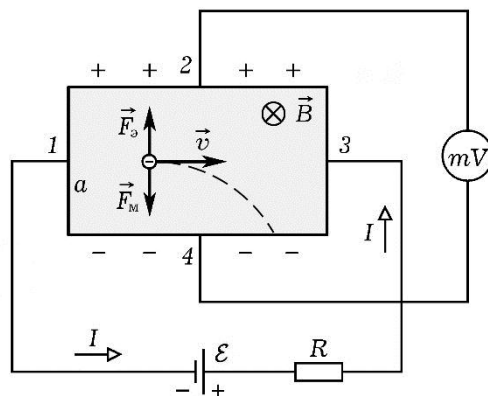 + + 2 + +
F⃗э B⃗
1 v⃗ 3 mV
a − I
F⃗м
− − 4 − −
I ℰ R
− +